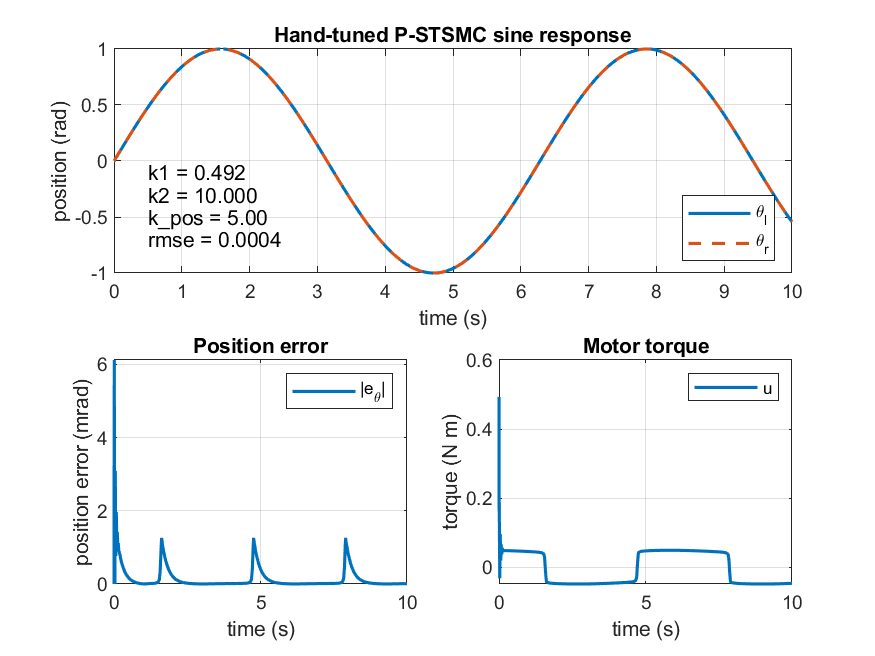 Hand-tuned P-STSMC sine response
1
0.5
0
-0.5
-1
position (rad)
k1 = 0.492
k2 = 10.000
k_pos = 5.00
rmse = 0.0004
θl
θr
0 1 2 3 4 5 6 7 8 9 10
time (s)
Position error
6
4
2
0
position error (mrad)
|eθ|
0 5 10
time (s)
Motor torque
0.6
0.4
0.2
0
torque (N m)
u
0 5 10
time (s)